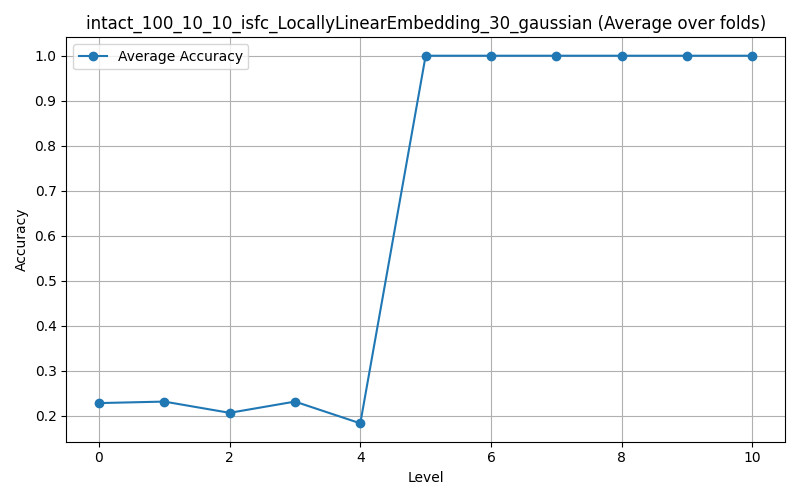 intact_100_10_10_isfc_LocallyLinearEmbedding_30_gaussian (Average over folds)
Average Accuracy
1.0
0.9
0.8
0.7
0.6
0.5
0.4
0.3
0.2
Accuracy
0 2 4 6 8 10
Level